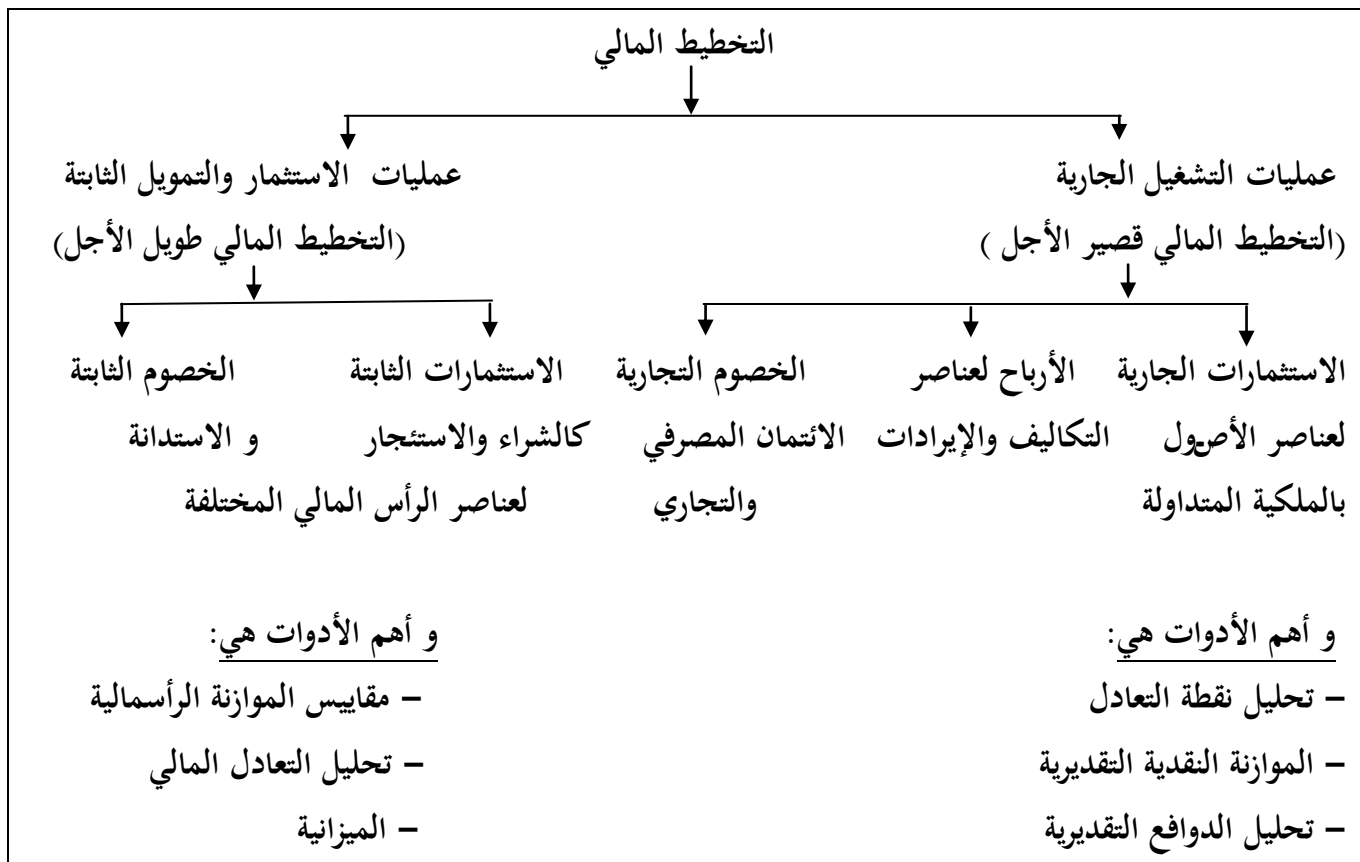 التخطيط المالي
عمليات التشغيل الجارية عمليات الاستثمار والتمويل الثابتة
(التخطيط المالي قصير الأجل ) (التخطيط المالي طويل الأجل)
الاستثمارات الجارية الأرباح لعناصر الخصوم التجارية الاستثمارات الثابتة الخصوم الثابتة
لعناصر الأصول التكاليف والإيرادات الائتمان المصرفي كالشراء والاستئجار و الاستدانة
بالملكية المتداولة والتجاري لعناصر الرأس المالي المختلفة
و أهم الأدوات هي: و أهم الأدوات هي:
– تحليل نقطة التعادل – مقاييس الموازنة الرأسمالية
– الموازنة النقدية التقديرية – تحليل التعادل المالي
– تحليل الدوافع التقديرية – الميزانية